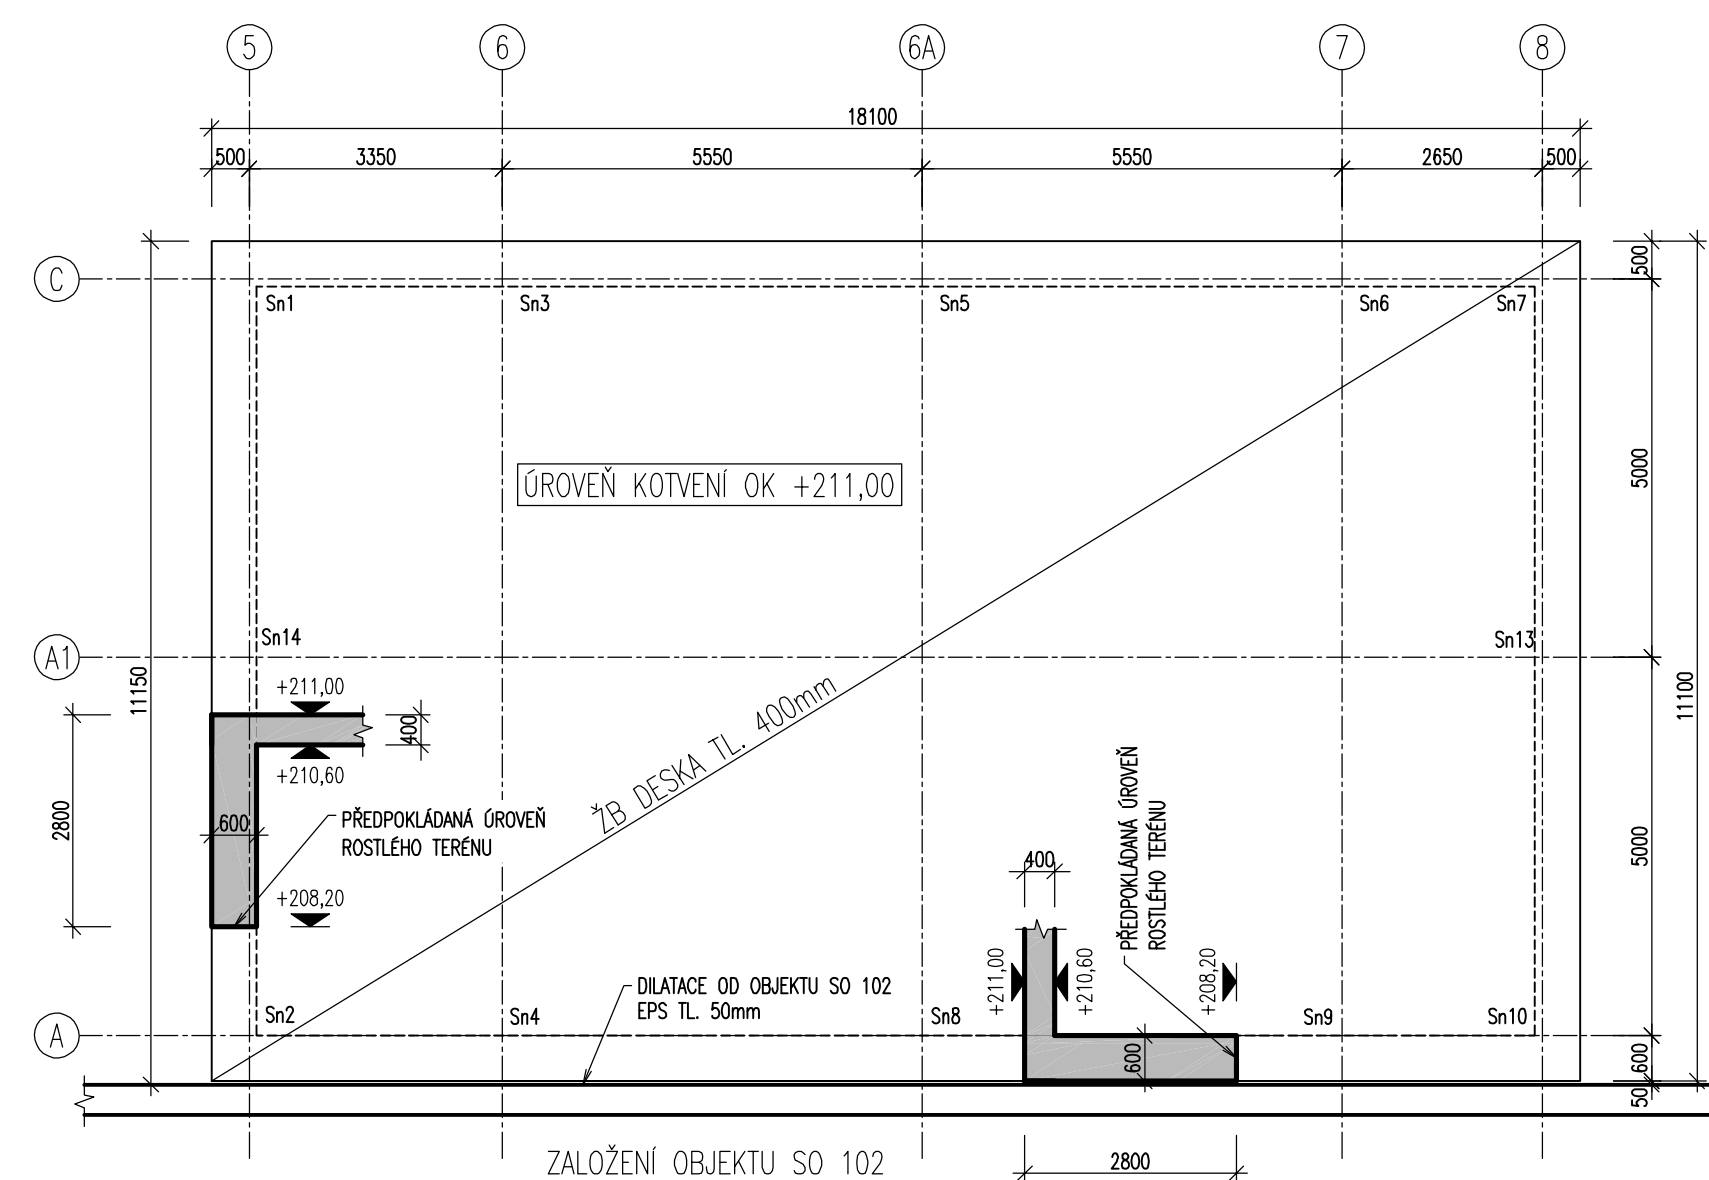 5
6
6A
7
8
18100
500
3350
5550
5550
2650
500
C
500
Sn1
Sn3
Sn5
Sn6
Sn7
5000
ÚROVEŇ KOTVENÍ OK +211,00
A1
Sn14
Sn13
11150
11100
+211,00
400
+210,60
ŽB DESKA TL. 400mm
2800
600
PŘEDPOKLÁDANÁ ÚROVEŇ
ROSTLÉHO TERÉNU
5000
+208,20
400
PŘEDPOKLÁDANÁ ÚROVEŇ
ROSTLÉHO TERÉNU
+211,00
+210,60
+208,20
DILATACE OD OBJEKTU SO 102
EPS TL. 50mm
A
Sn2
Sn4
Sn8
Sn9
Sn10
600
600
50
ZALOŽENÍ OBJEKTU SO 102
2800